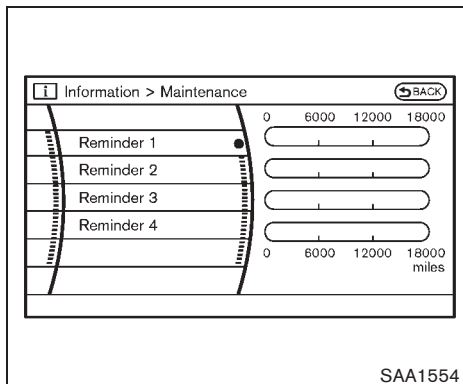 i Information > Maintenance BACK
0 6000 12000 18000
Reminder 1
Reminder 2
Reminder 3
Reminder 4
0 6000 12000 18000
miles
SAA1554